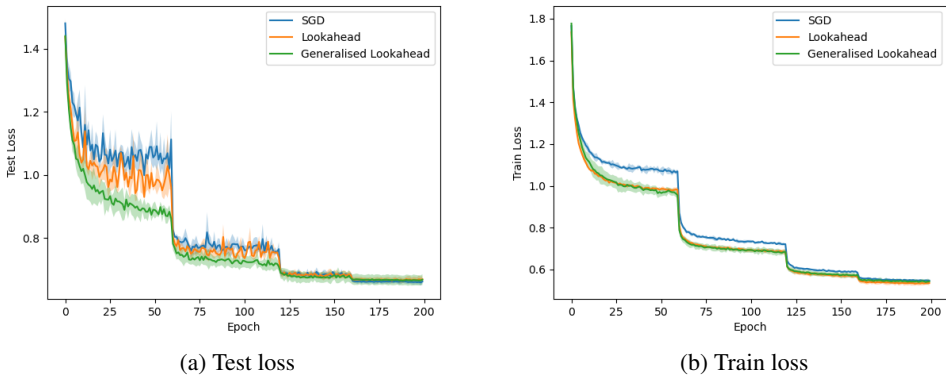 SGD
Lookahead
Generalised Lookahead
1.4
1.2
1.0
0.8
Test Loss
0 25 50 75 100 125 150 175 200
Epoch
(a) Test loss
SGD
Lookahead
Generalised Lookahead
1.8
1.6
1.4
1.2
1.0
0.8
0.6
Train Loss
0 25 50 75 100 125 150 175 200
Epoch
(b) Train loss